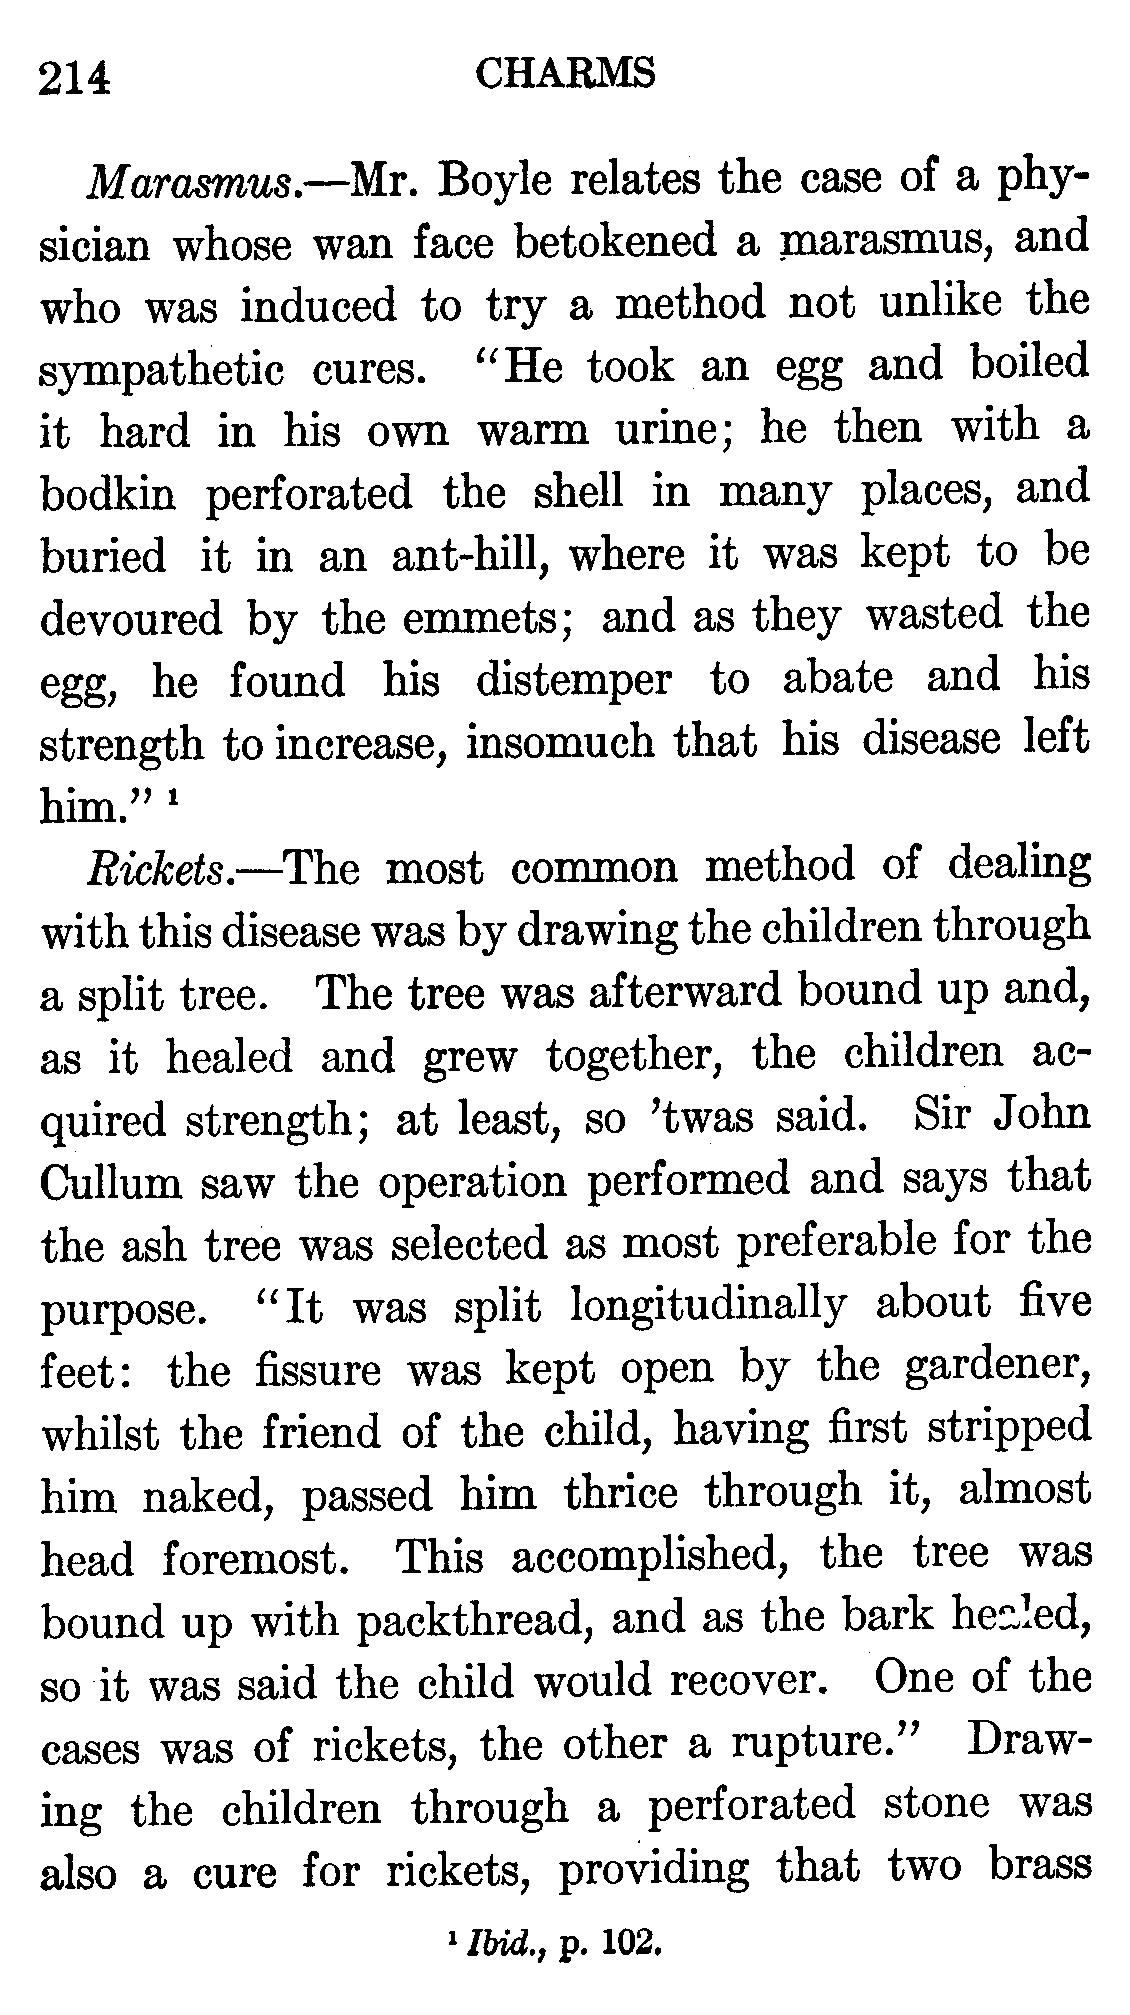 214 CHARMS
Marasmus.—Mr. Boyle relates the case of a phy-
sician whose wan face betokened a marasmus, and
who was induced to try a method not unlike the
sympathetic cures. "He took an egg and boiled
it hard in his own warm urine; he then with a
bodkin perforated the shell in many places, and
buried it in an ant-hill, where it was kept to be
devoured by the emmets; and as they wasted the
egg, he found his distemper to abate and his
strength to increase, insomuch that his disease left
him." ¹
Rickets.—The most common method of dealing
with this disease was by drawing the children through
a split tree. The tree was afterward bound up and,
as it healed and grew together, the children ac-
quired strength; at least, so 'twas said. Sir John
Cullum saw the operation performed and says that
the ash tree was selected as most preferable for the
purpose. "It was split longitudinally about five
feet: the fissure was kept open by the gardener,
whilst the friend of the child, having first stripped
him naked, passed him thrice through it, almost
head foremost. This accomplished, the tree was
bound up with packthread, and as the bark healed,
so it was said the child would recover. One of the
cases was of rickets, the other a rupture." Draw-
ing the children through a perforated stone was
also a cure for rickets, providing that two brass
¹ Ibid., p. 102.